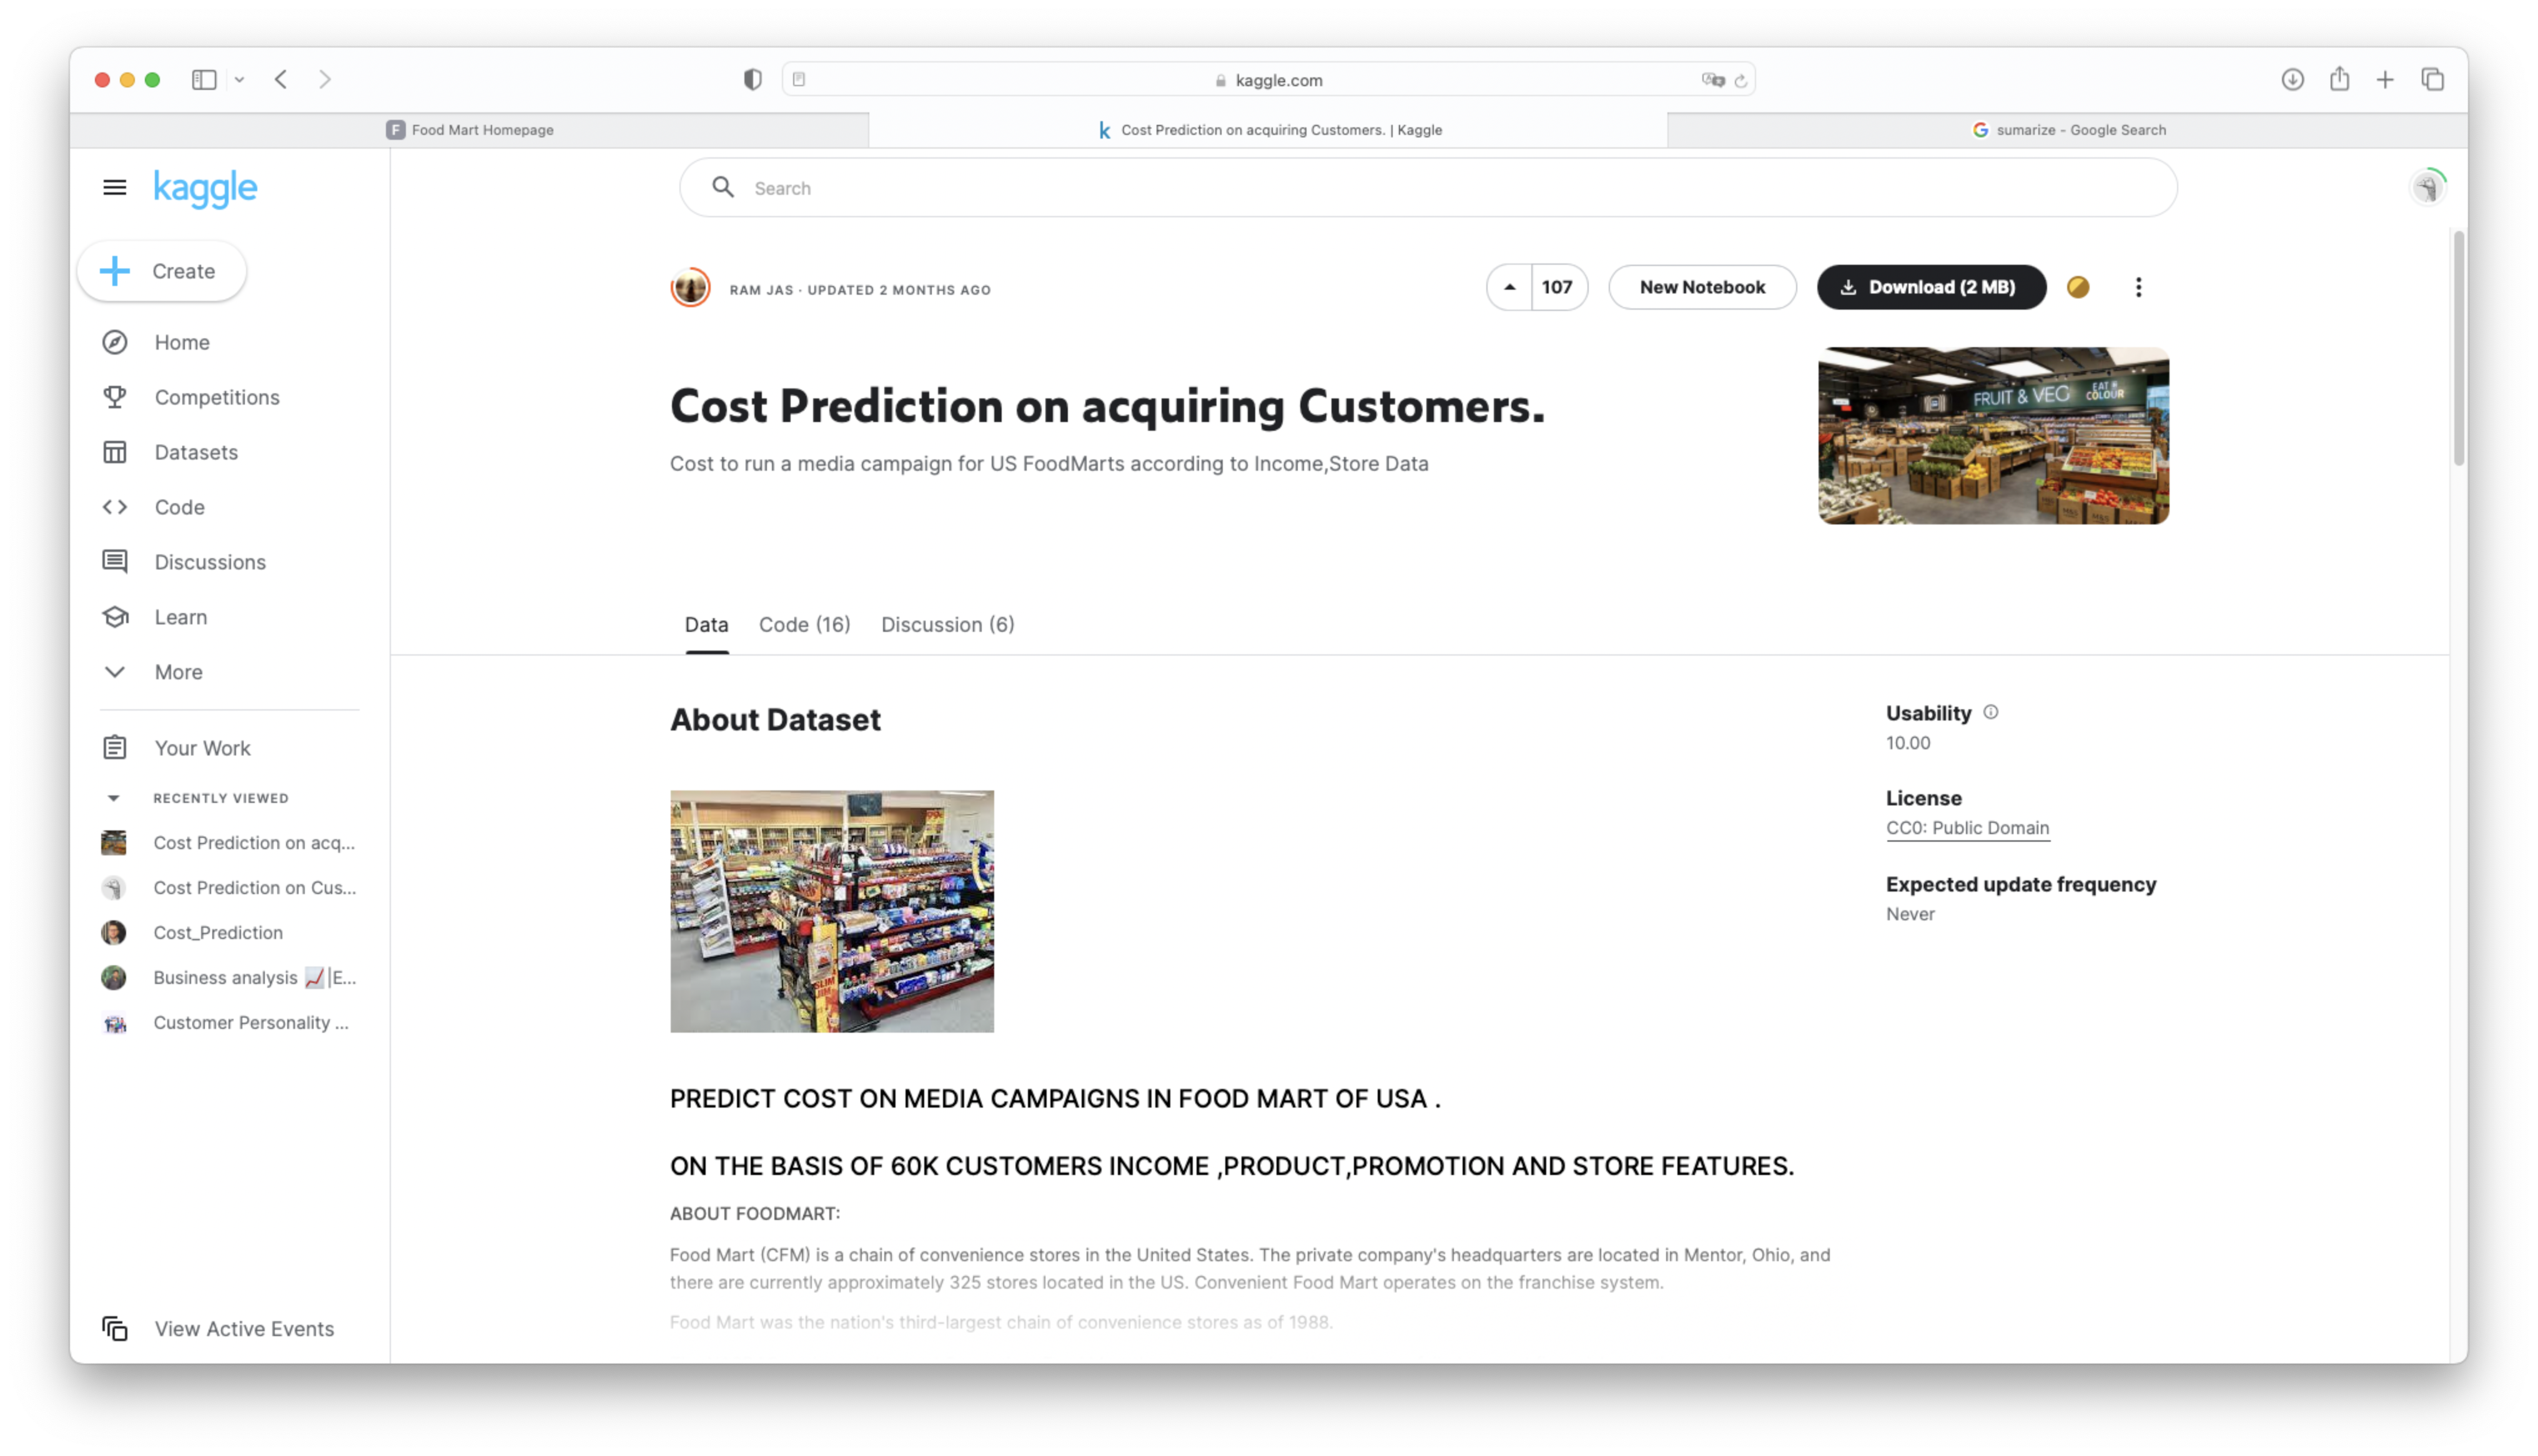 kaggle.com
F Food Mart Homepage
k Cost Prediction on acquiring Customers. | Kaggle
G sumarize - Google Search
kaggle
Search
Create
Home
Competitions
Datasets
Code
Discussions
Learn
More
Your Work
RECENTLY VIEWED
Cost Prediction on acq...
Cost Prediction on Cus...
Cost_Prediction
Business analysis 📈|E...
Customer Personality ...
View Active Events
RAM JAS · UPDATED 2 MONTHS AGO
107
New Notebook
Download (2 MB)
Cost Prediction on acquiring Customers.
Cost to run a media campaign for US FoodMarts according to Income,Store Data
FRUIT & VEG
EAT
COLOUR
Data
Code (16)
Discussion (6)
About Dataset
SLIM
JIM
PREDICT COST ON MEDIA CAMPAIGNS IN FOOD MART OF USA .
ON THE BASIS OF 60K CUSTOMERS INCOME ,PRODUCT,PROMOTION AND STORE FEATURES.
ABOUT FOODMART:
Food Mart (CFM) is a chain of convenience stores in the United States. The private company's headquarters are located in Mentor, Ohio, and
there are currently approximately 325 stores located in the US. Convenient Food Mart operates on the franchise system.
Food Mart was the nation's third-largest chain of convenience stores as of 1988.
Usability
10.00
License
CC0: Public Domain
Expected update frequency
Never